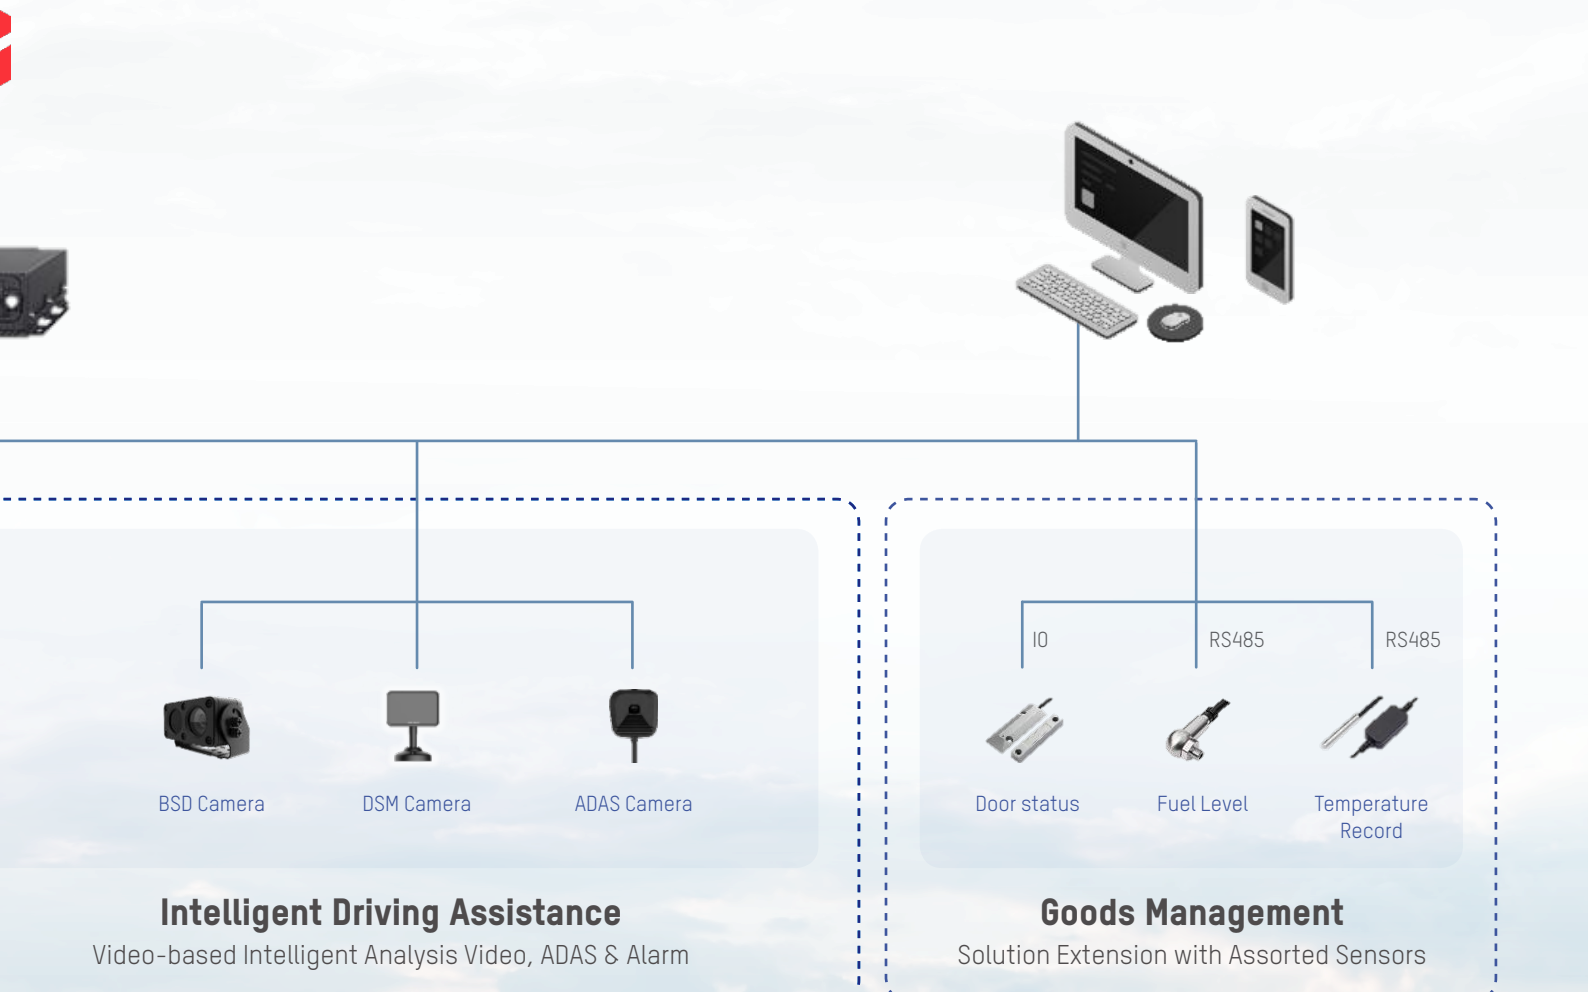 IO
RS485
RS485
BSD Camera
DSM Camera
ADAS Camera
Door status
Fuel Level
Temperature
Record
Intelligent Driving Assistance
Video-based Intelligent Analysis Video, ADAS & Alarm
Goods Management
Solution Extension with Assorted Sensors